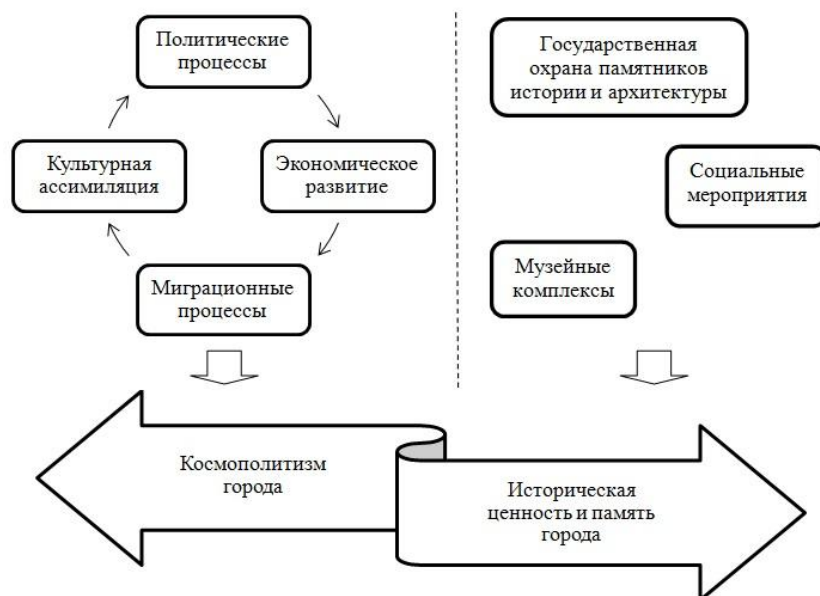 Политические
процессы
Культурная
ассимиляция
Экономическое
развитие
Миграционные
процессы
Государственная
охрана памятников
истории и архитектуры
Социальные
мероприятия
Музейные
комплексы
Космополитизм
города
Историческая
ценность и память
города